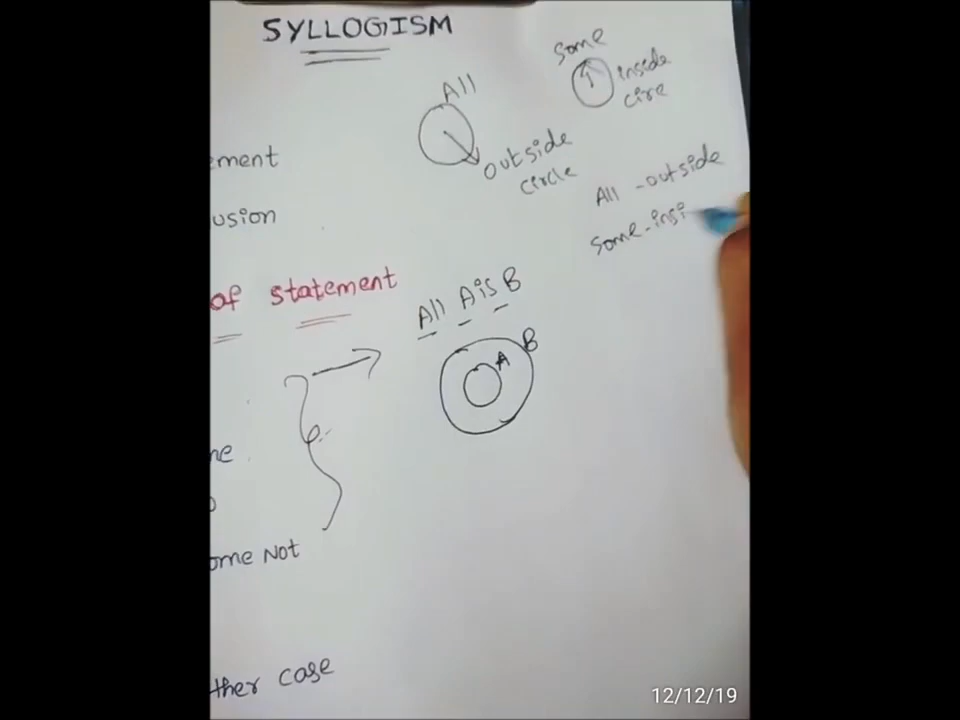 SYLLOGISM
Some
inside
circ
All
outside
circle
ement
usion
All - outside
Some - insi
of statement
All A is B
B
A
ne
ome Not
ther case
12/12/19